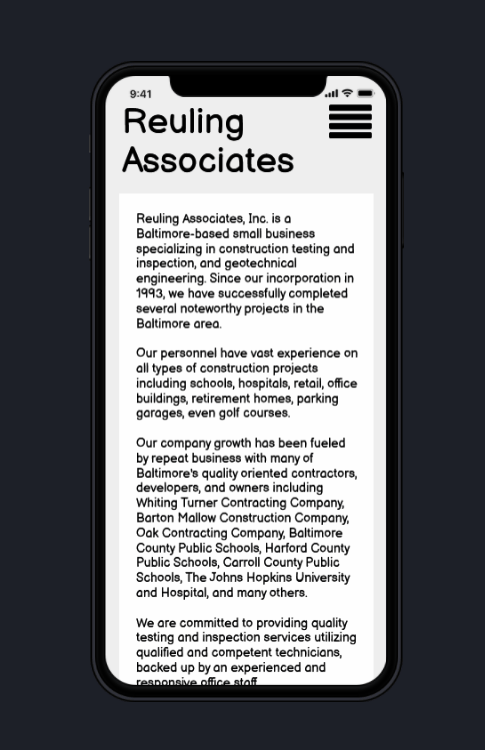 9:41
Reuling
Associates
Reuling Associates, Inc. is a
Baltimore-based small business
specializing in construction testing and
inspection, and geotechnical
engineering. Since our incorporation in
1993, we have successfully completed
several noteworthy projects in the
Baltimore area.
Our personnel have vast experience on
all types of construction projects
including schools, hospitals, retail, office
buildings, retirement homes, parking
garages, even golf courses.
Our company growth has been fueled
by repeat business with many of
Baltimore's quality oriented contractors,
developers, and owners including
Whiting Turner Contracting Company,
Barton Mallow Construction Company,
Oak Contracting Company, Baltimore
County Public Schools, Harford County
Public Schools, Carroll County Public
Schools, The Johns Hopkins University
and Hospital, and many others.
We are committed to providing quality
testing and inspection services utilizing
qualified and competent technicians,
backed up by an experienced and
responsive office staff.